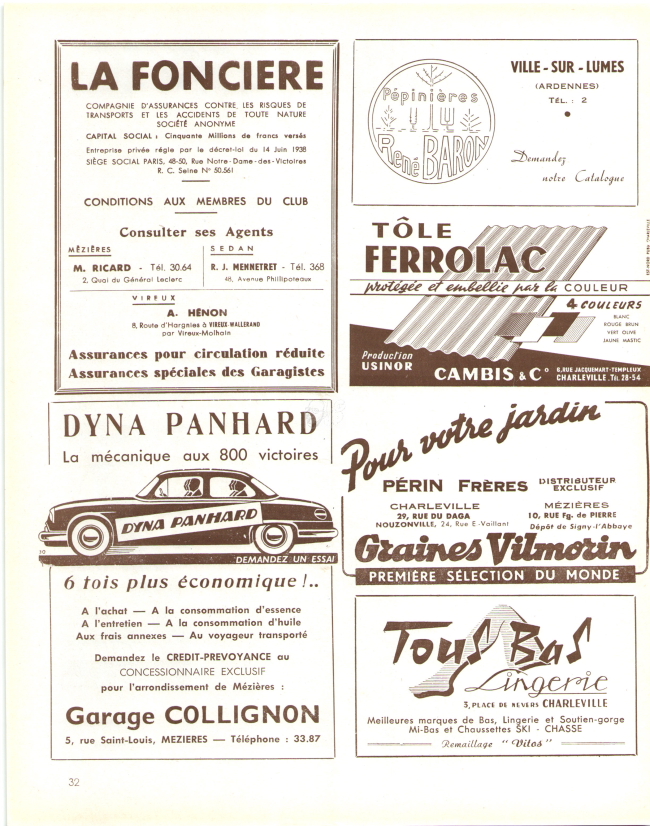 LA FONCIERE
COMPAGNIE D'ASSURANCES CONTRE LES RISQUES DE
TRANSPORTS ET LES ACCIDENTS DE TOUTE NATURE
SOCIÉTÉ ANONYME
CAPITAL SOCIAL : Cinquante Millions de francs versés
Entreprise privée régie par le décret-loi du 14 Juin 1938
SIÈGE SOCIAL PARIS, 48-50, Rue Notre-Dame-des-Victoires
R. C. Seine N° 50.561
CONDITIONS AUX MEMBRES DU CLUB
Consulter ses Agents
MÉZIÈRES
M. RICARD - Tél. 30.64
2, Quai du Général Leclerc
SEDAN
R. J. MENNETRET - Tél. 368
46, Avenue Philippoteaux
VIREUX
A. HÉNON
8, Route d'Hargnies à VIREUX-WALLERAND
par Vireux-Molhain
Assurances pour circulation réduite
Assurances spéciales des Garagistes
Pépinières
René BARON
VILLE-SUR-LUMES
(ARDENNES)
TÉL. : 2
Demandez
notre Catalogue
TÔLE
FERROLAC
protégée et embellie par la COULEUR
4 COULEURS
BLANC
ROUGE BRUN
VERT OLIVE
JAUNE MASTIC
Production
USINOR
CAMBIS & C°
6, RUE JACQUEMART-TEMPLEUX
CHARLEVILLE. Tél. 28-54
DYNA PANHARD
La mécanique aux 800 victoires
DYNA PANHARD
DEMANDEZ UN ESSAI
6 fois plus économique !..
A l'achat — A la consommation d'essence
A l'entretien — A la consommation d'huile
Aux frais annexes — Au voyageur transporté
Demandez le CREDIT-PREVOYANCE au
CONCESSIONNAIRE EXCLUSIF
pour l'arrondissement de Mézières :
Garage COLLIGNON
5, rue Saint-Louis, MEZIERES — Téléphone : 33.87
Pour votre jardin
PÉRIN FRÈRES
DISTRIBUTEUR
EXCLUSIF
CHARLEVILLE
29, RUE DU DAGA
NOUZONVILLE, 24, Rue E-Vaillant
MÉZIÈRES
10, RUE Fg. de PIERRE
Dépôt de Signy-l'Abbaye
Graines Vilmorin
PREMIÈRE SÉLECTION DU MONDE
Tous Bas
Lingerie
3, PLACE DE NEVERS CHARLEVILLE
Meilleures marques de Bas, Lingerie et Soutien-gorge
Mi-Bas et Chaussettes SKI - CHASSE
Remaillage "Vitos"
32